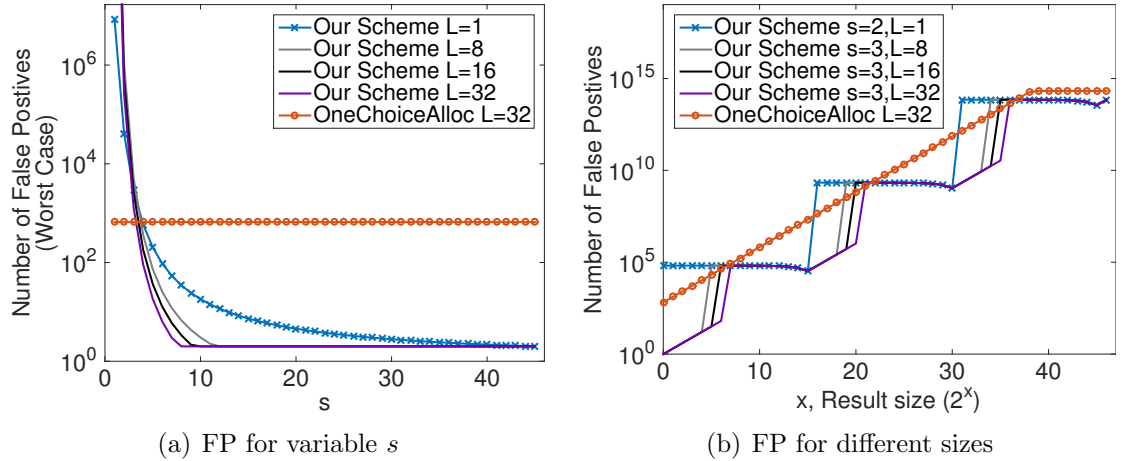 Number of False Postives
(Worst Case)
10^6
10^4
10^2
10^0
0
10
20
30
40
s
Our Scheme L=1
Our Scheme L=8
Our Scheme L=16
Our Scheme L=32
OneChoiceAlloc L=32
(a) FP for variable s
Number of False Postives
10^15
10^10
10^5
10^0
0
10
20
30
40
x, Result size (2^x)
Our Scheme s=2,L=1
Our Scheme s=3,L=8
Our Scheme s=3,L=16
Our Scheme s=3,L=32
OneChoiceAlloc L=32
(b) FP for different sizes